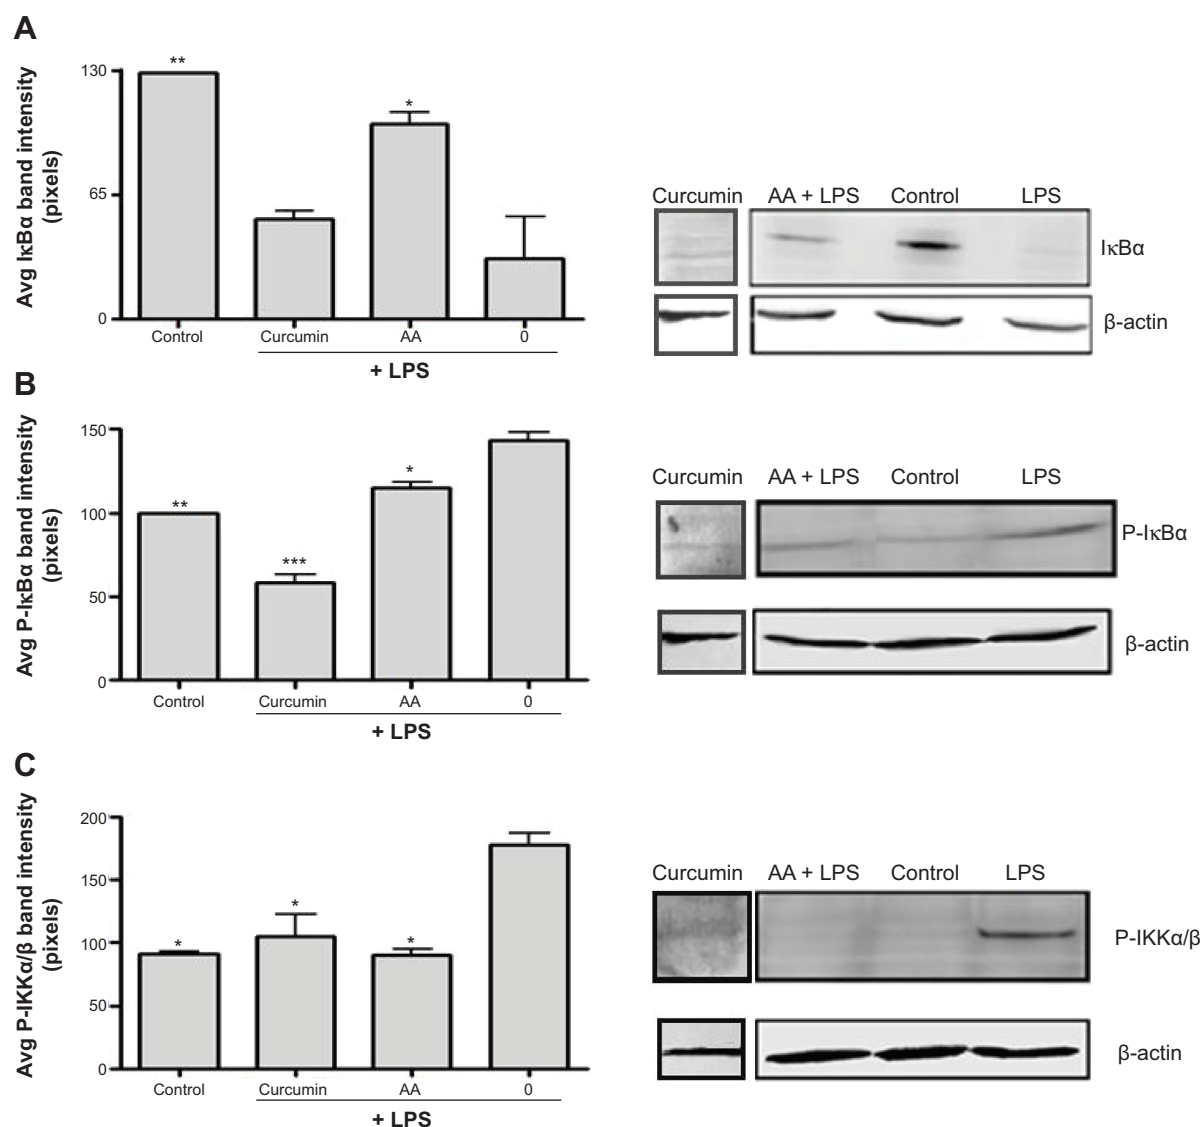 A
Avg IκBα band intensity
(pixels)
130
65
0
**
*
Control
Curcumin
AA
0
+ LPS
Curcumin
AA + LPS
Control
LPS
IκBα
β-actin
B
Avg P-IκBα band intensity
(pixels)
150
100
50
0
**
***
*
Control
Curcumin
AA
0
+ LPS
Curcumin
AA + LPS
Control
LPS
P-IκBα
β-actin
C
Avg P-IKKα/β band intensity
(pixels)
200
150
100
50
0
*
*
*
Control
Curcumin
AA
0
+ LPS
Curcumin
AA + LPS
Control
LPS
P-IKKα/β
β-actin